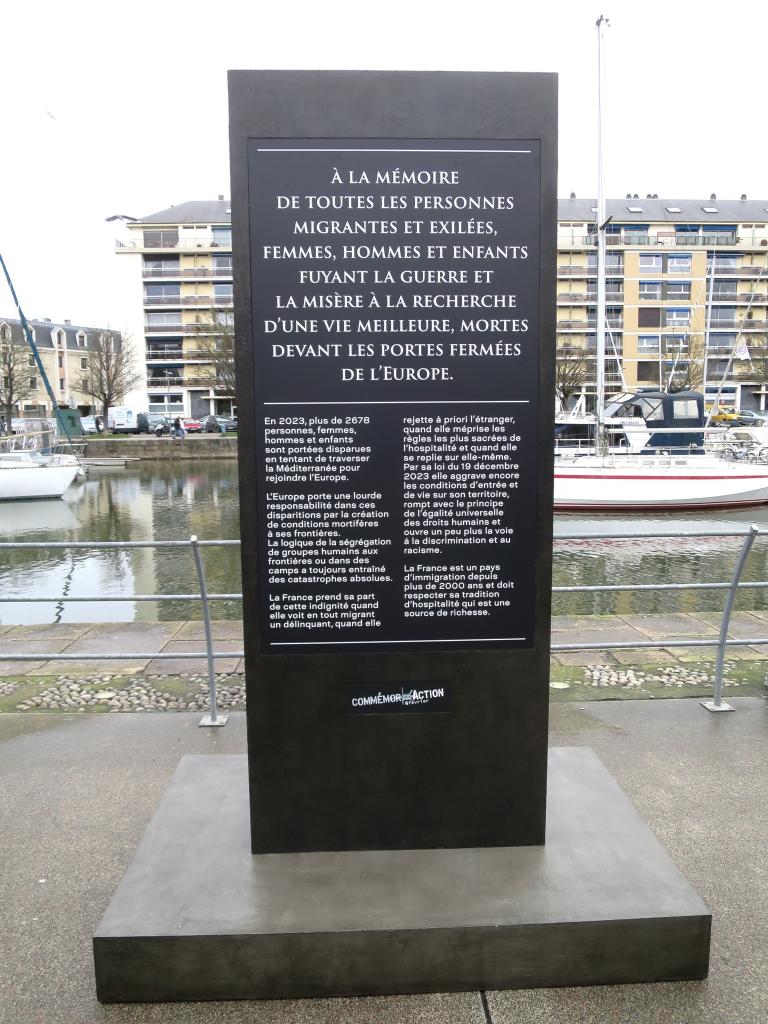 À LA MÉMOIRE
DE TOUTES LES PERSONNES
MIGRANTES ET EXILÉES,
FEMMES, HOMMES ET ENFANTS
FUYANT LA GUERRE ET
LA MISÈRE À LA RECHERCHE
D'UNE VIE MEILLEURE, MORTES
DEVANT LES PORTES FERMÉES
DE L'EUROPE.
En 2023, plus de 2678
personnes, femmes,
hommes et enfants
sont portées disparues
en tentant de traverser
la Méditerranée pour
rejoindre l'Europe.
L'Europe porte une lourde
responsabilité dans ces
disparitions par la création
de conditions mortifères
à ses frontières.
La logique de la ségrégation
de groupes humains aux
frontières ou dans des
camps a toujours entraîné
des catastrophes absolues.
La France prend sa part
de cette indignité quand
elle voit en tout migrant
un délinquant, quand elle
rejette à priori l'étranger,
quand elle méprise les
règles les plus sacrées de
l'hospitalité et quand elle
se replie sur elle-même.
Par sa loi du 19 décembre
2023 elle aggrave encore
les conditions d'entrée et
de vie sur son territoire,
rompt avec le principe
de l'égalité universelle
des droits humains et
ouvre un peu plus la voie
à la discrimination et au
racisme.
La France est un pays
d'immigration depuis
plus de 2000 ans et doit
respecter sa tradition
d'hospitalité qui est une
source de richesse.
COMMÉMOR ACTION
6 février